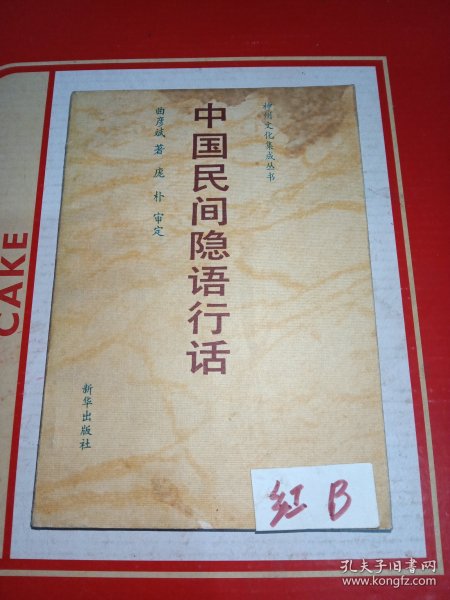 神州文化集成丛书
中国民间隐语行话
曲彦斌 著 庞朴 审定
新华出版社
红 B
CAKE
孔夫子旧书网
www.kongfz.com